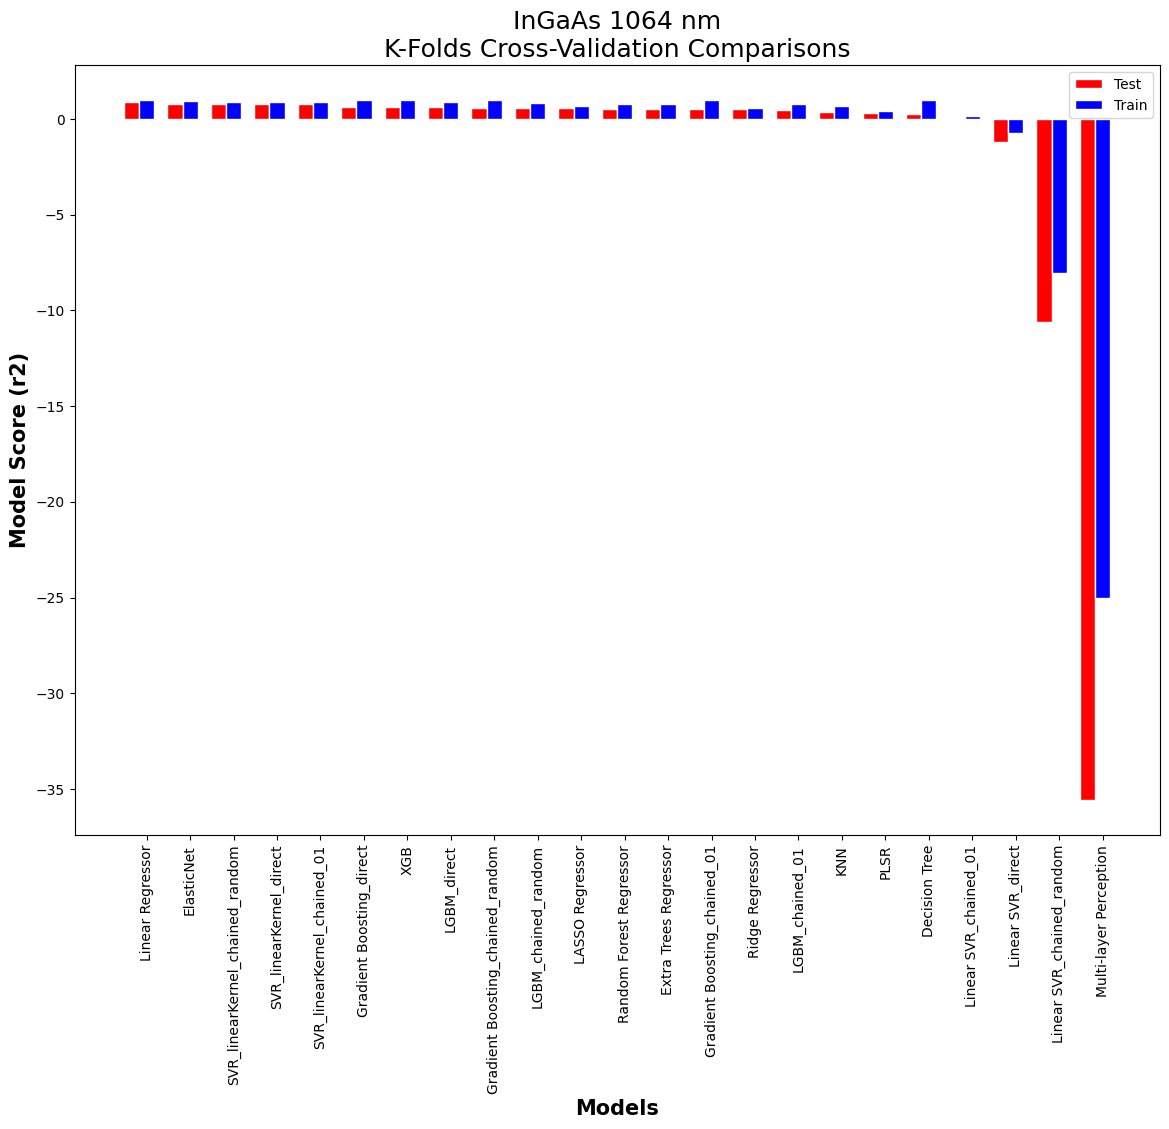 InGaAs 1064 nm
K-Folds Cross-Validation Comparisons
Test
Train
Model Score (r2)
0
−5
−10
−15
−20
−25
−30
−35
Linear Regressor
ElasticNet
SVR_linearKernel_chained_random
SVR_linearKernel_direct
SVR_linearKernel_chained_01
Gradient Boosting_direct
XGB
LGBM_direct
Gradient Boosting_chained_random
LGBM_chained_random
LASSO Regressor
Random Forest Regressor
Extra Trees Regressor
Gradient Boosting_chained_01
Ridge Regressor
LGBM_chained_01
KNN
PLSR
Decision Tree
Linear SVR_chained_01
Linear SVR_direct
Linear SVR_chained_random
Multi-layer Perception
Models